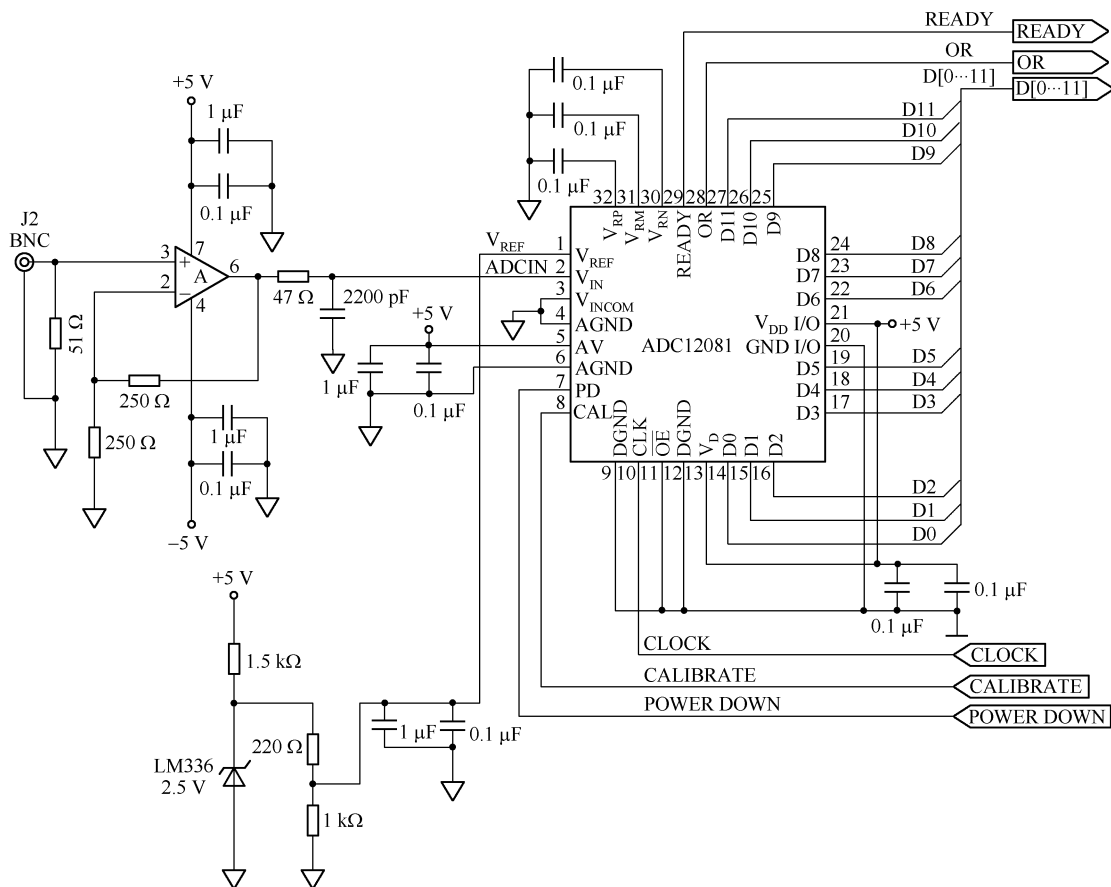 READY
READY
OR
OR
D[0···11]
D[0···11]
+5 V
1 μF
0.1 μF
0.1 μF
0.1 μF
0.1 μF
D11
D10
D9
32 31 30 29 28 27 26 25
J2
BNC
3
2
7
6
4
+
−
A
51 Ω
47 Ω
2200 pF
250 Ω
250 Ω
1 μF
0.1 μF
−5 V
+5 V
1 μF
0.1 μF
V_REF
ADCIN
1
2
3
4
5
6
7
8
V_RP
V_RM
V_RN
READY
OR
D11
D10
D9
V_REF
V_IN
V_INCOM
AGND
AV
AGND
PD
CAL
ADC12081
D8
D7
D6
V_DD I/O
GND I/O
D5
D4
D3
24
23
22
21
20
19
18
17
D8
D7
D6
+5 V
D5
D4
D3
DGND
CLK
O̅E̅
DGND
V_D
D0
D1
D2
9 10 11 12 13 14 15 16
D2
D1
D0
0.1 μF
0.1 μF
CLOCK
CLOCK
CALIBRATE
CALIBRATE
POWER DOWN
POWER DOWN
+5 V
1.5 kΩ
220 Ω
1 μF
0.1 μF
LM336
2.5 V
1 kΩ